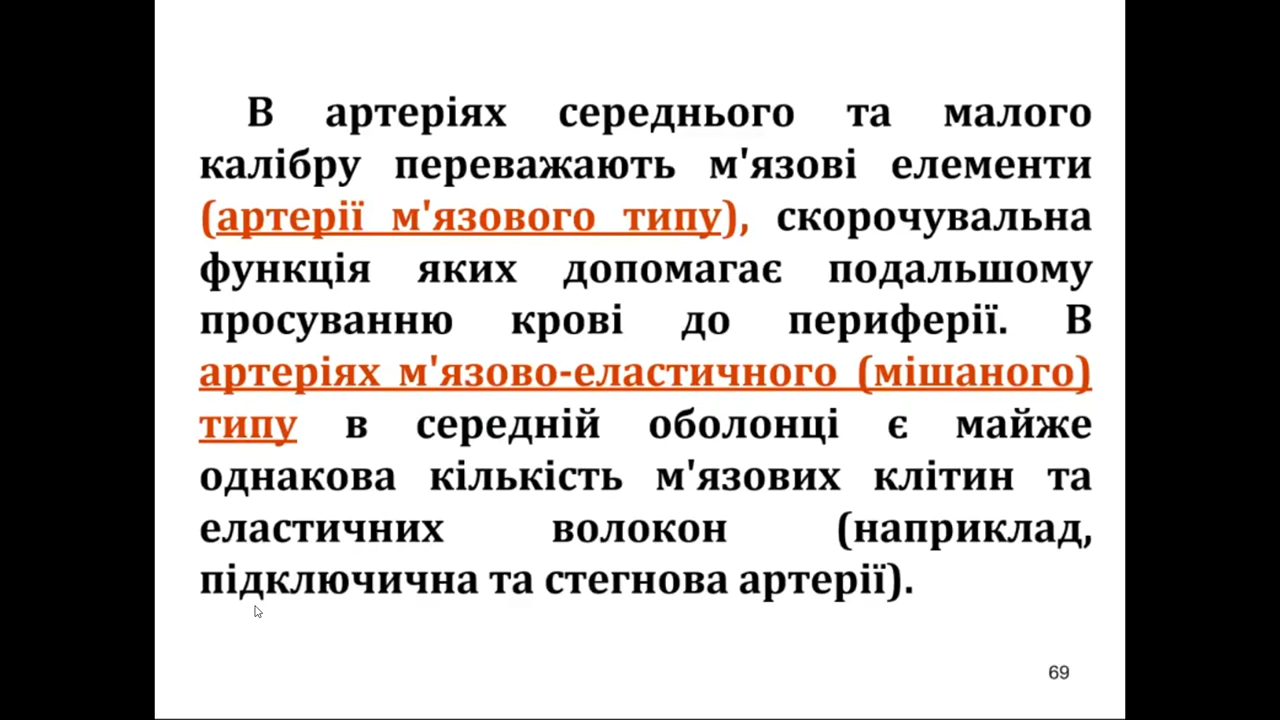 В артеріях середнього та малого
калібру переважають м'язові елементи
(артерії м'язового типу), скорочувальна
функція яких допомагає подальшому
просуванню крові до периферії. В
артеріях м'язово-еластичного (мішаного)
типу в середній оболонці є майже
однакова кількість м'язових клітин та
еластичних волокон (наприклад,
підключична та стегнова артерії).
69